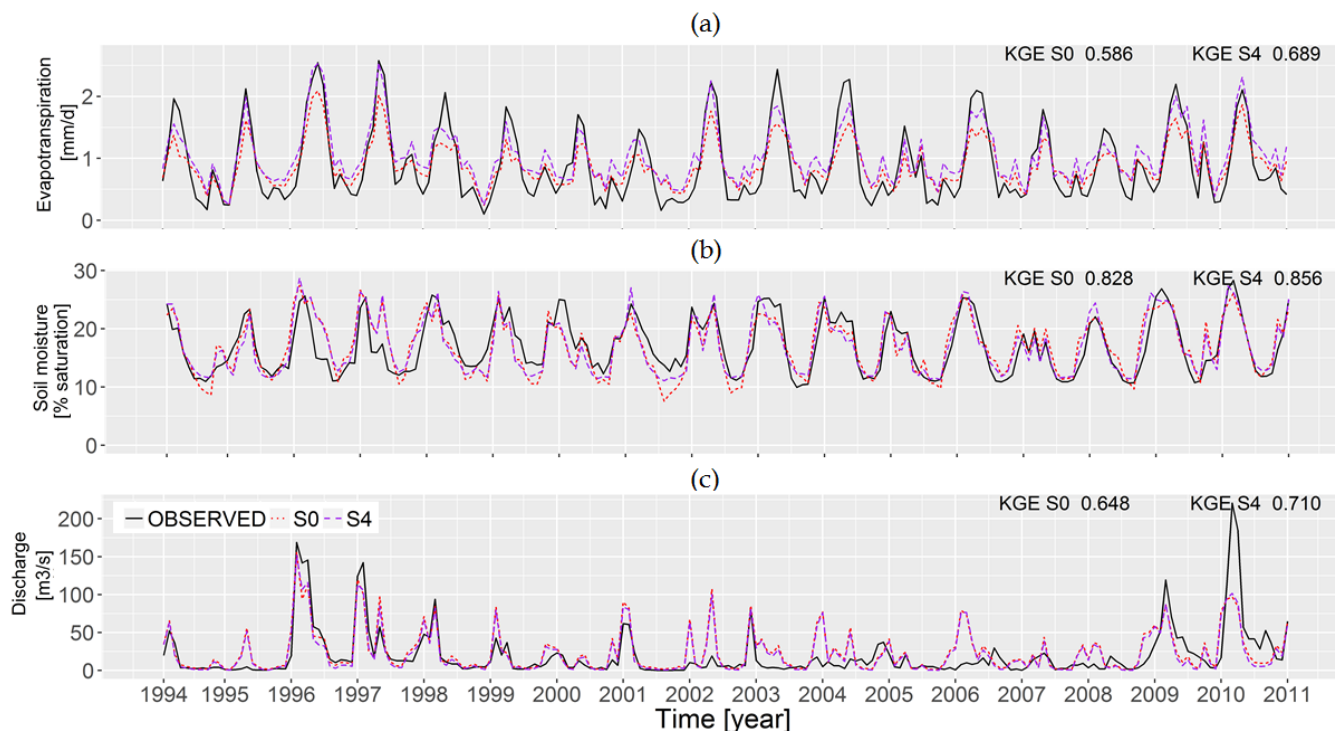 (a)
KGE S0 0.586 KGE S4 0.689
Evapotranspiration
[mm/d]
2
1
0
(b)
KGE S0 0.828 KGE S4 0.856
Soil moisture
[% saturation]
30
20
10
0
(c)
OBSERVED S0 S4
KGE S0 0.648 KGE S4 0.710
Discharge
[m3/s]
200
150
100
50
0
1994 1995 1996 1997 1998 1999 2000 2001 2002 2003 2004 2005 2006 2007 2008 2009 2010 2011
Time [year]